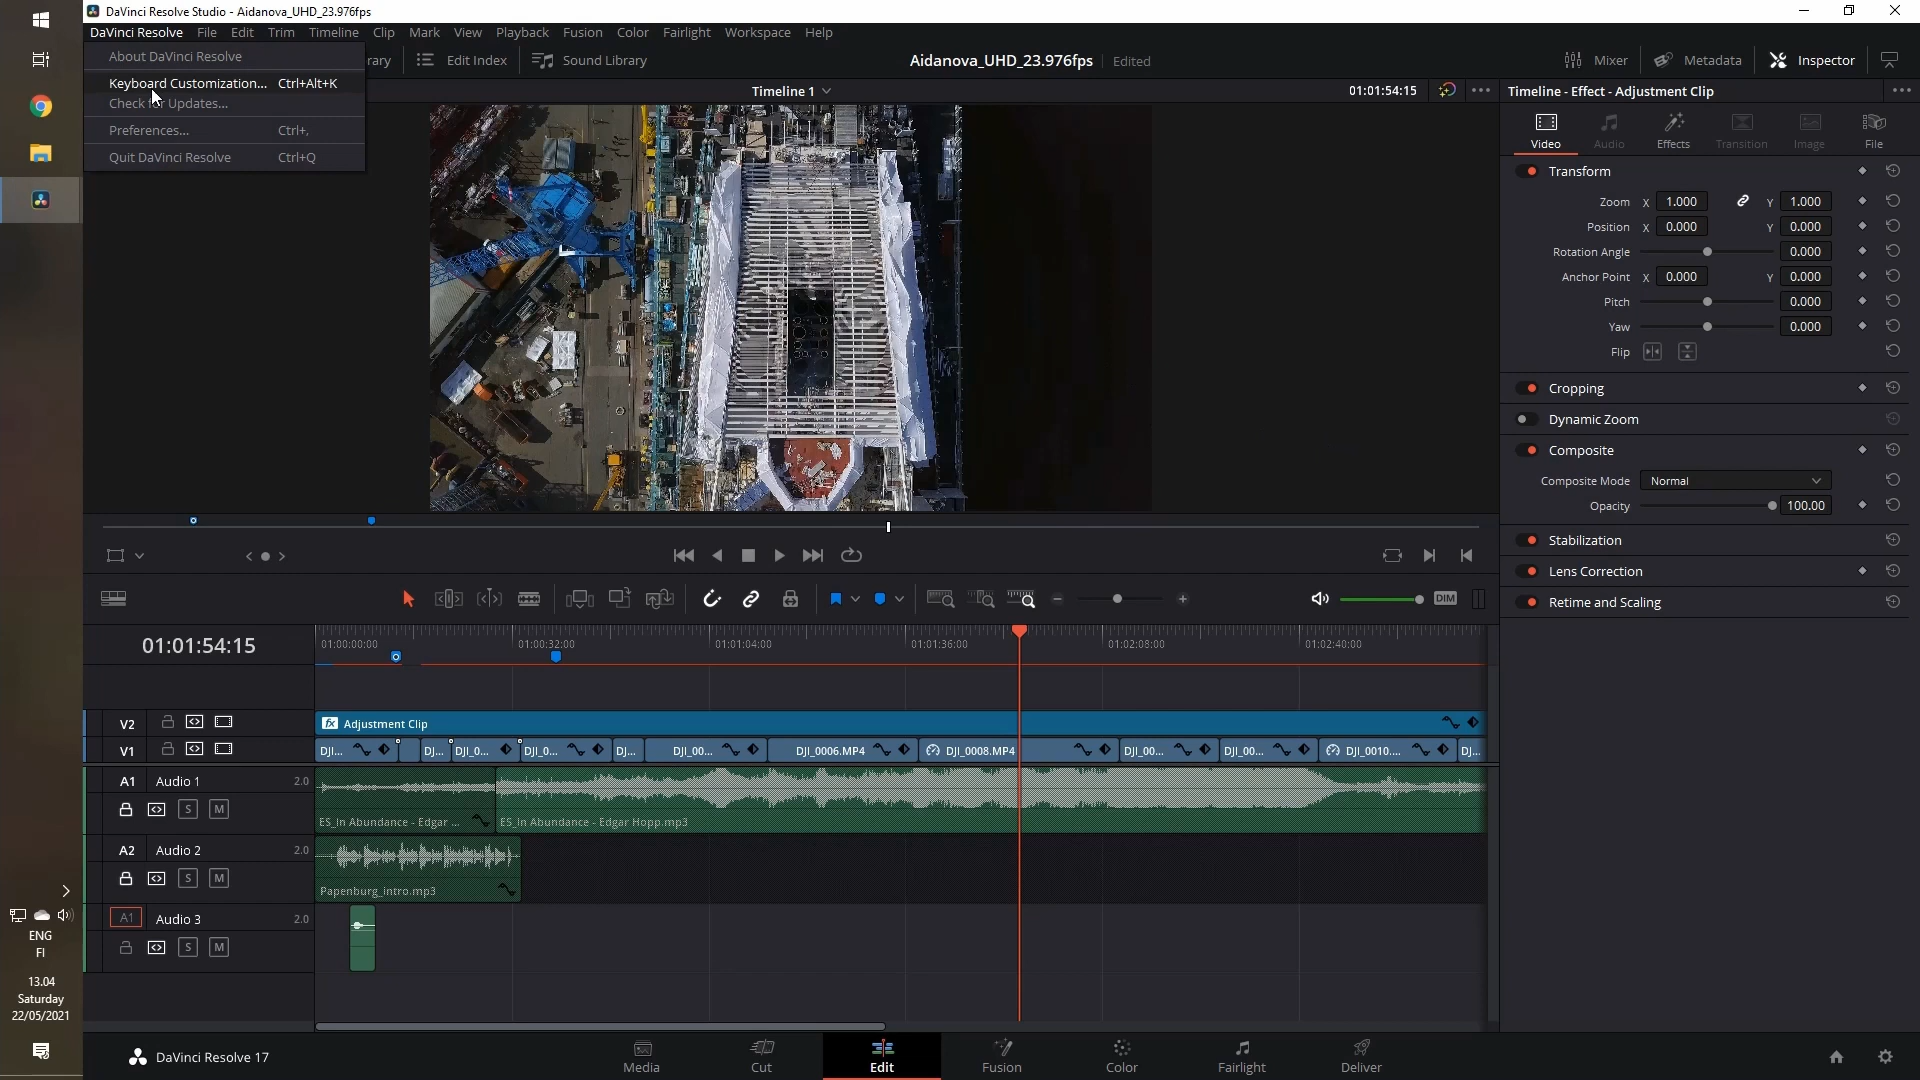 DaVinci Resolve Studio - Aidanova_UHD_23.976fps
DaVinci Resolve File Edit Trim Timeline Clip Mark View Playback Fusion Color Fairlight Workspace Help
About DaVinci Resolve
Keyboard Customization... Ctrl+Alt+K
Updates...
Preferences... Ctrl+,
Quit DaVinci Resolve Ctrl+Q
rary Edit Index Sound Library Aidanova_UHD_23.976fps Edited Mixer Metadata Inspector
Timeline 1 01:01:54:15 Timeline - Effect - Adjustment Clip
Video Audio Effects Transition Image File
Transform
Zoom X 1.000 Y 1.000
Position X 0.000 Y 0.000
Rotation Angle 0.000
Anchor Point X 0.000 Y 0.000
Pitch 0.000
Yaw 0.000
Flip
Cropping
Dynamic Zoom
Composite
Composite Mode Normal
Opacity 100.00
Stabilization
Lens Correction
Retime and Scaling
DIM
01:01:54:15
01:00:00:00 01:00:32:00 01:01:04:00 01:01:36:00 01:02:08:00 01:02:40:00
V2 fx Adjustment Clip
V1 DJI... DJ... DJI_0... DJI_0... DJ... DJI_00... DJI_0006.MP4 DJI_0008.MP4 DJI_00... DJI_00... DJI_0010.... DJ...
A1 Audio 1 2.0
S M
ES_In Abundance - Edgar ... ES_In Abundance - Edgar Hopp.mp3
A2 Audio 2 2.0
S M
Papenburg_intro.mp3
A1 Audio 3 2.0
S M
ENG
FI
13.04
Saturday
22/05/2021
DaVinci Resolve 17
Media Cut Edit Fusion Color Fairlight Deliver